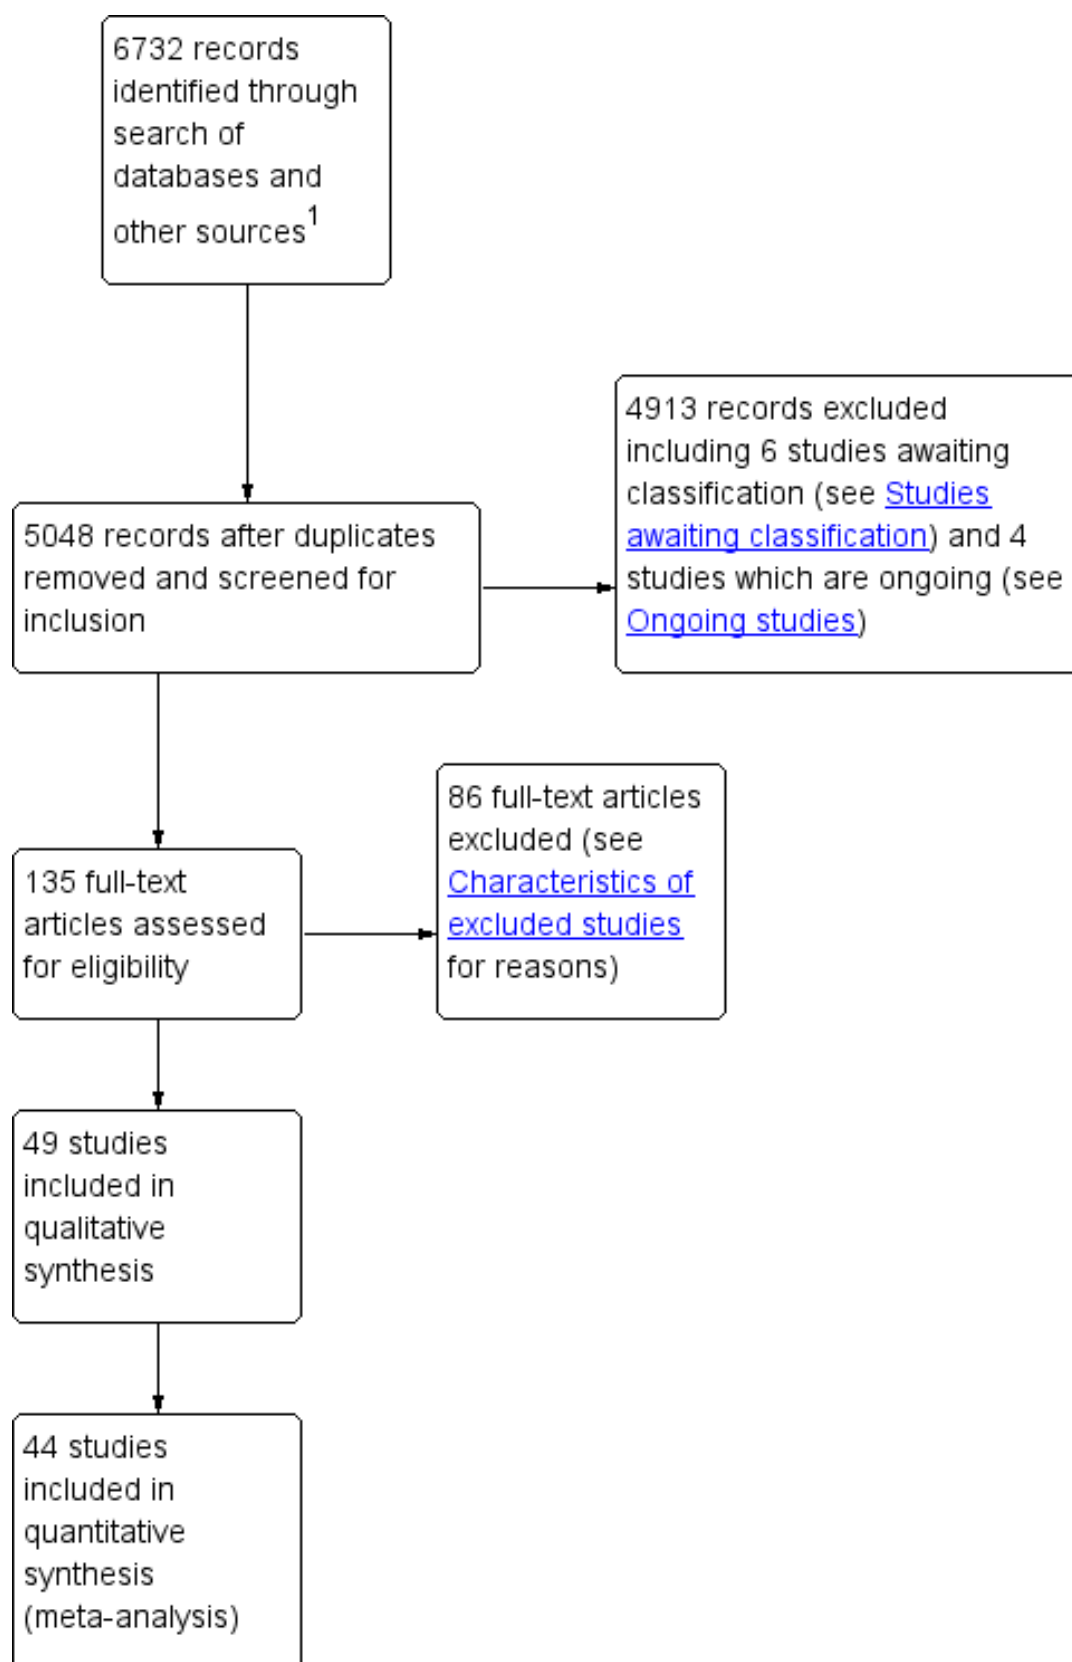 6732 records
identified through
search of
databases and
other sources1
4913 records excluded
including 6 studies awaiting
classification (see Studies
awaiting classification) and 4
studies which are ongoing (see
Ongoing studies)
5048 records after duplicates
removed and screened for
inclusion
86 full-text articles
excluded (see
Characteristics of
excluded studies
for reasons)
135 full-text
articles assessed
for eligibility
49 studies
included in
qualitative
synthesis
44 studies
included in
quantitative
synthesis
(meta-analysis)